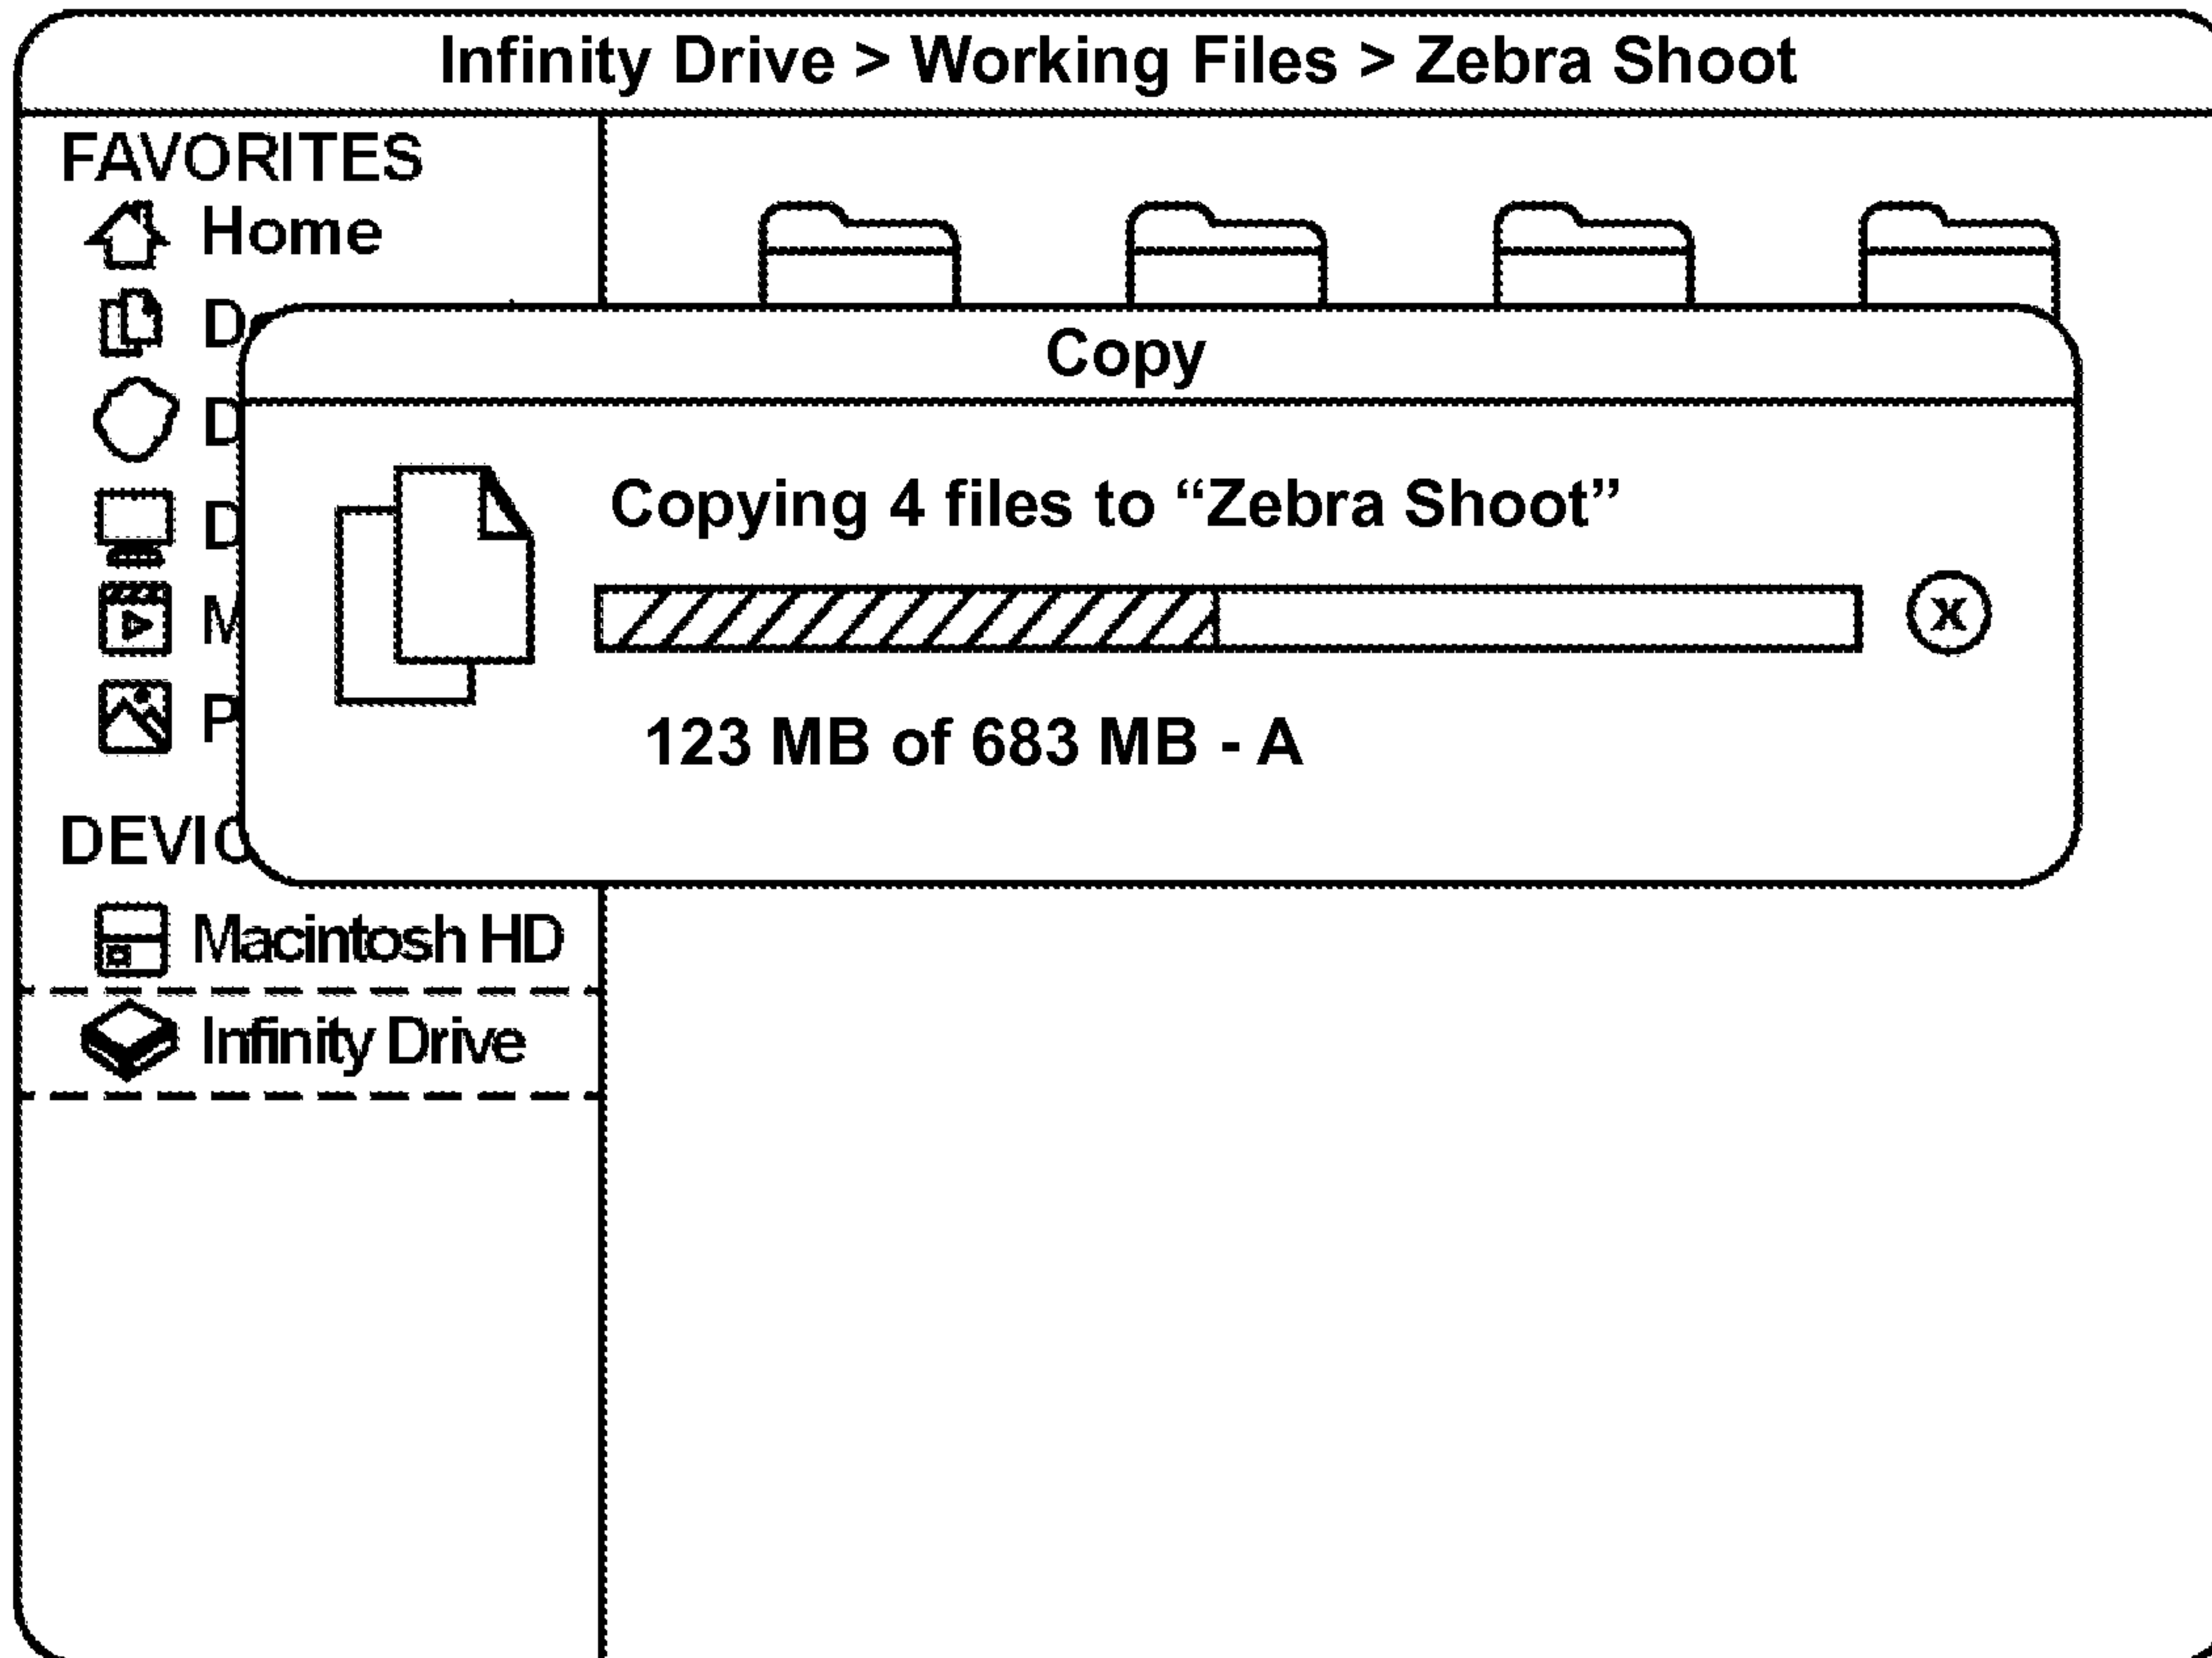 Infinity Drive > Working Files > Zebra Shoot
FAVORITES
Home
D
D
D
M
P
DEVIC
Macintosh HD
Infinity Drive
Copy
Copying 4 files to “Zebra Shoot”
x
123 MB of 683 MB - A